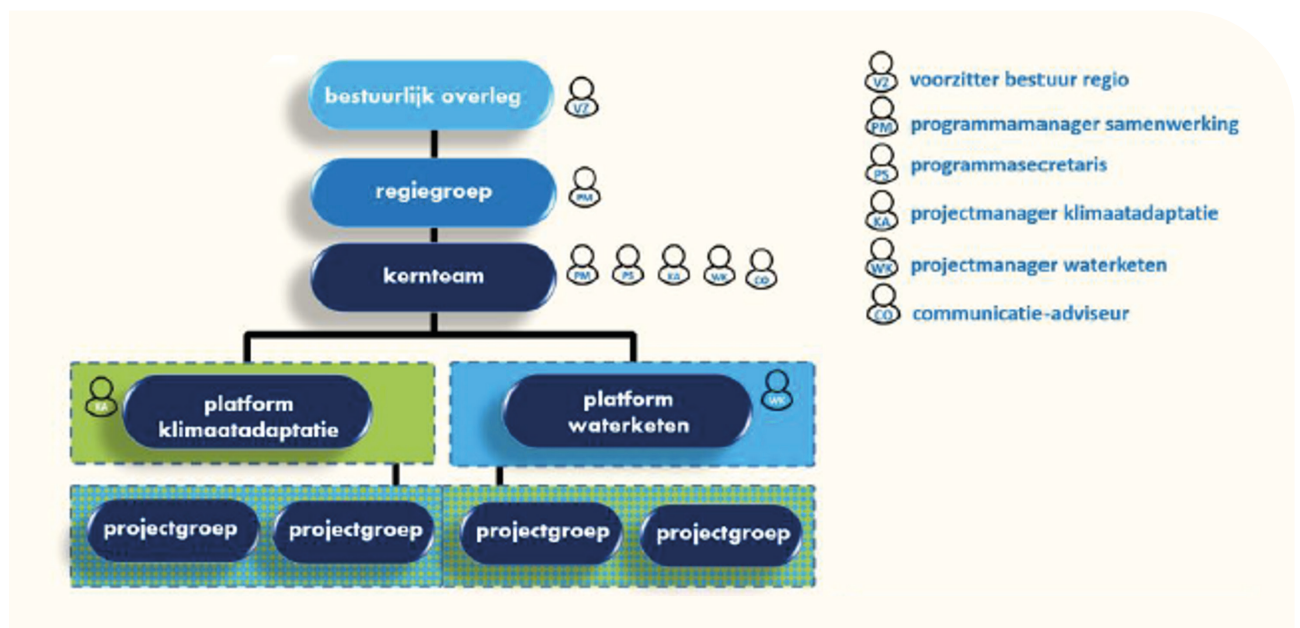 bestuurlijk overleg
VZ
regiegroep
PM
kernteam
PM PS KA WK CO
KA
platform
klimaatadaptatie
platform
waterketen
WK
projectgroep
projectgroep
projectgroep
projectgroep
VZ voorzitter bestuur regio
PM programmamanager samenwerking
PS programmasecretaris
KA projectmanager klimaatadaptatie
WK projectmanager waterketen
CO communicatie-adviseur